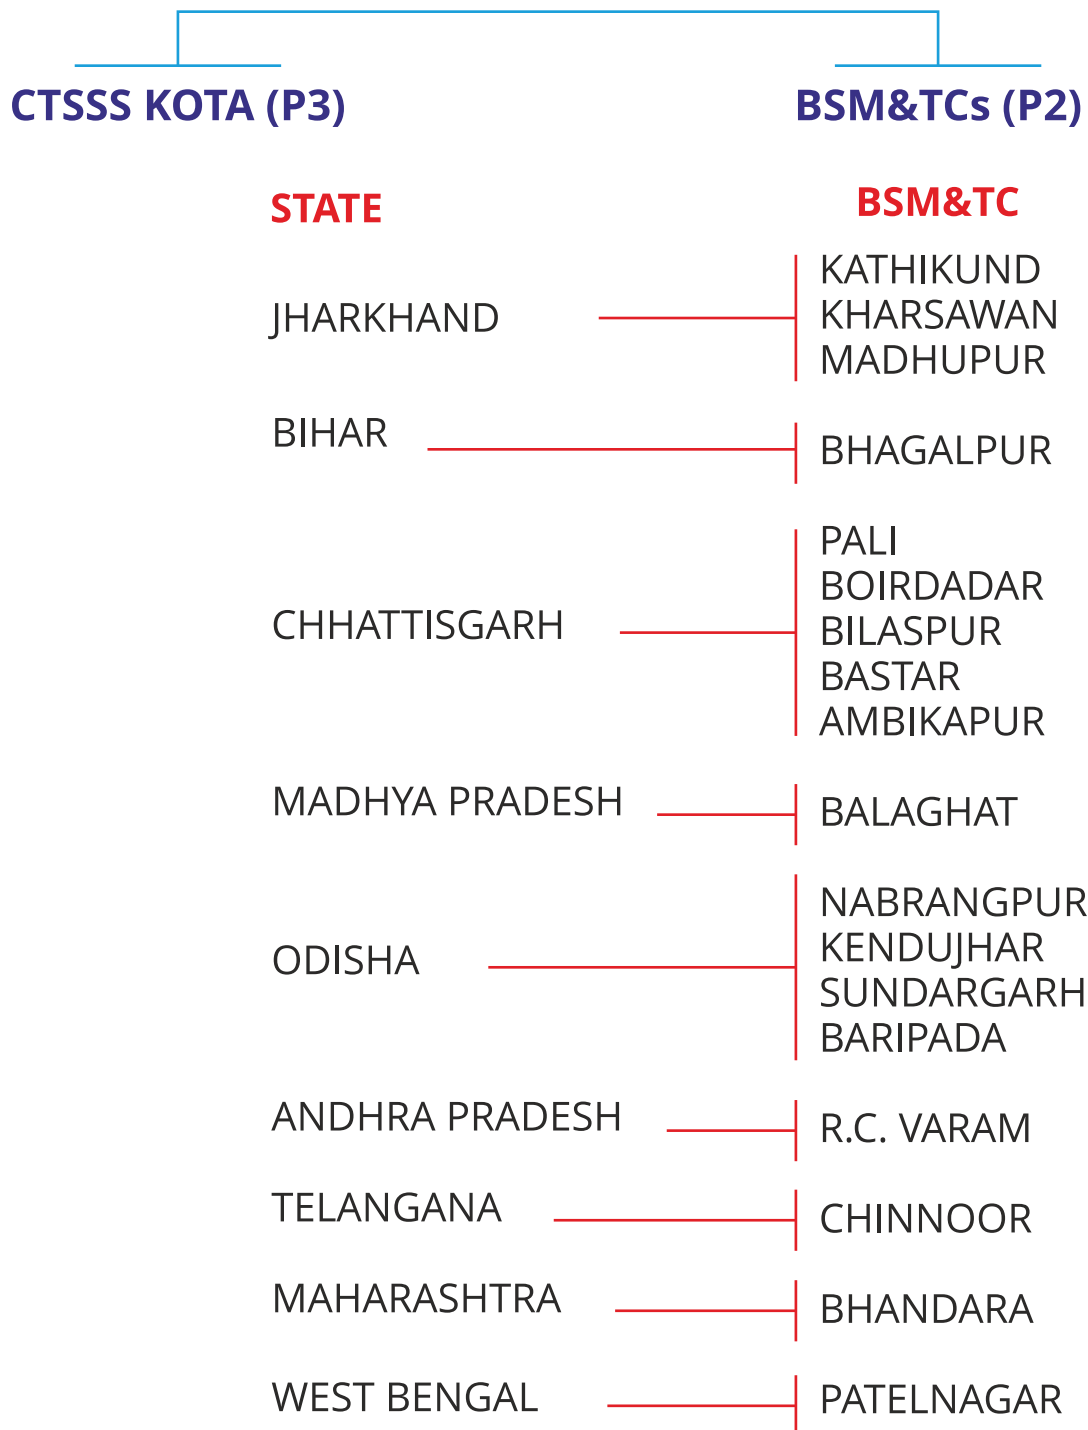 CTSSS KOTA (P3)
BSM&TCs (P2)
STATE
BSM&TC
JHARKHAND
KATHIKUND
KHARSAWAN
MADHUPUR
BIHAR
BHAGALPUR
CHHATTISGARH
PALI
BOIRDADAR
BILASPUR
BASTAR
AMBIKAPUR
MADHYA PRADESH
BALAGHAT
ODISHA
NABRANGPUR
KENDUJHAR
SUNDARGARH
BARIPADA
ANDHRA PRADESH
R.C. VARAM
TELANGANA
CHINNOOR
MAHARASHTRA
BHANDARA
WEST BENGAL
PATELNAGAR